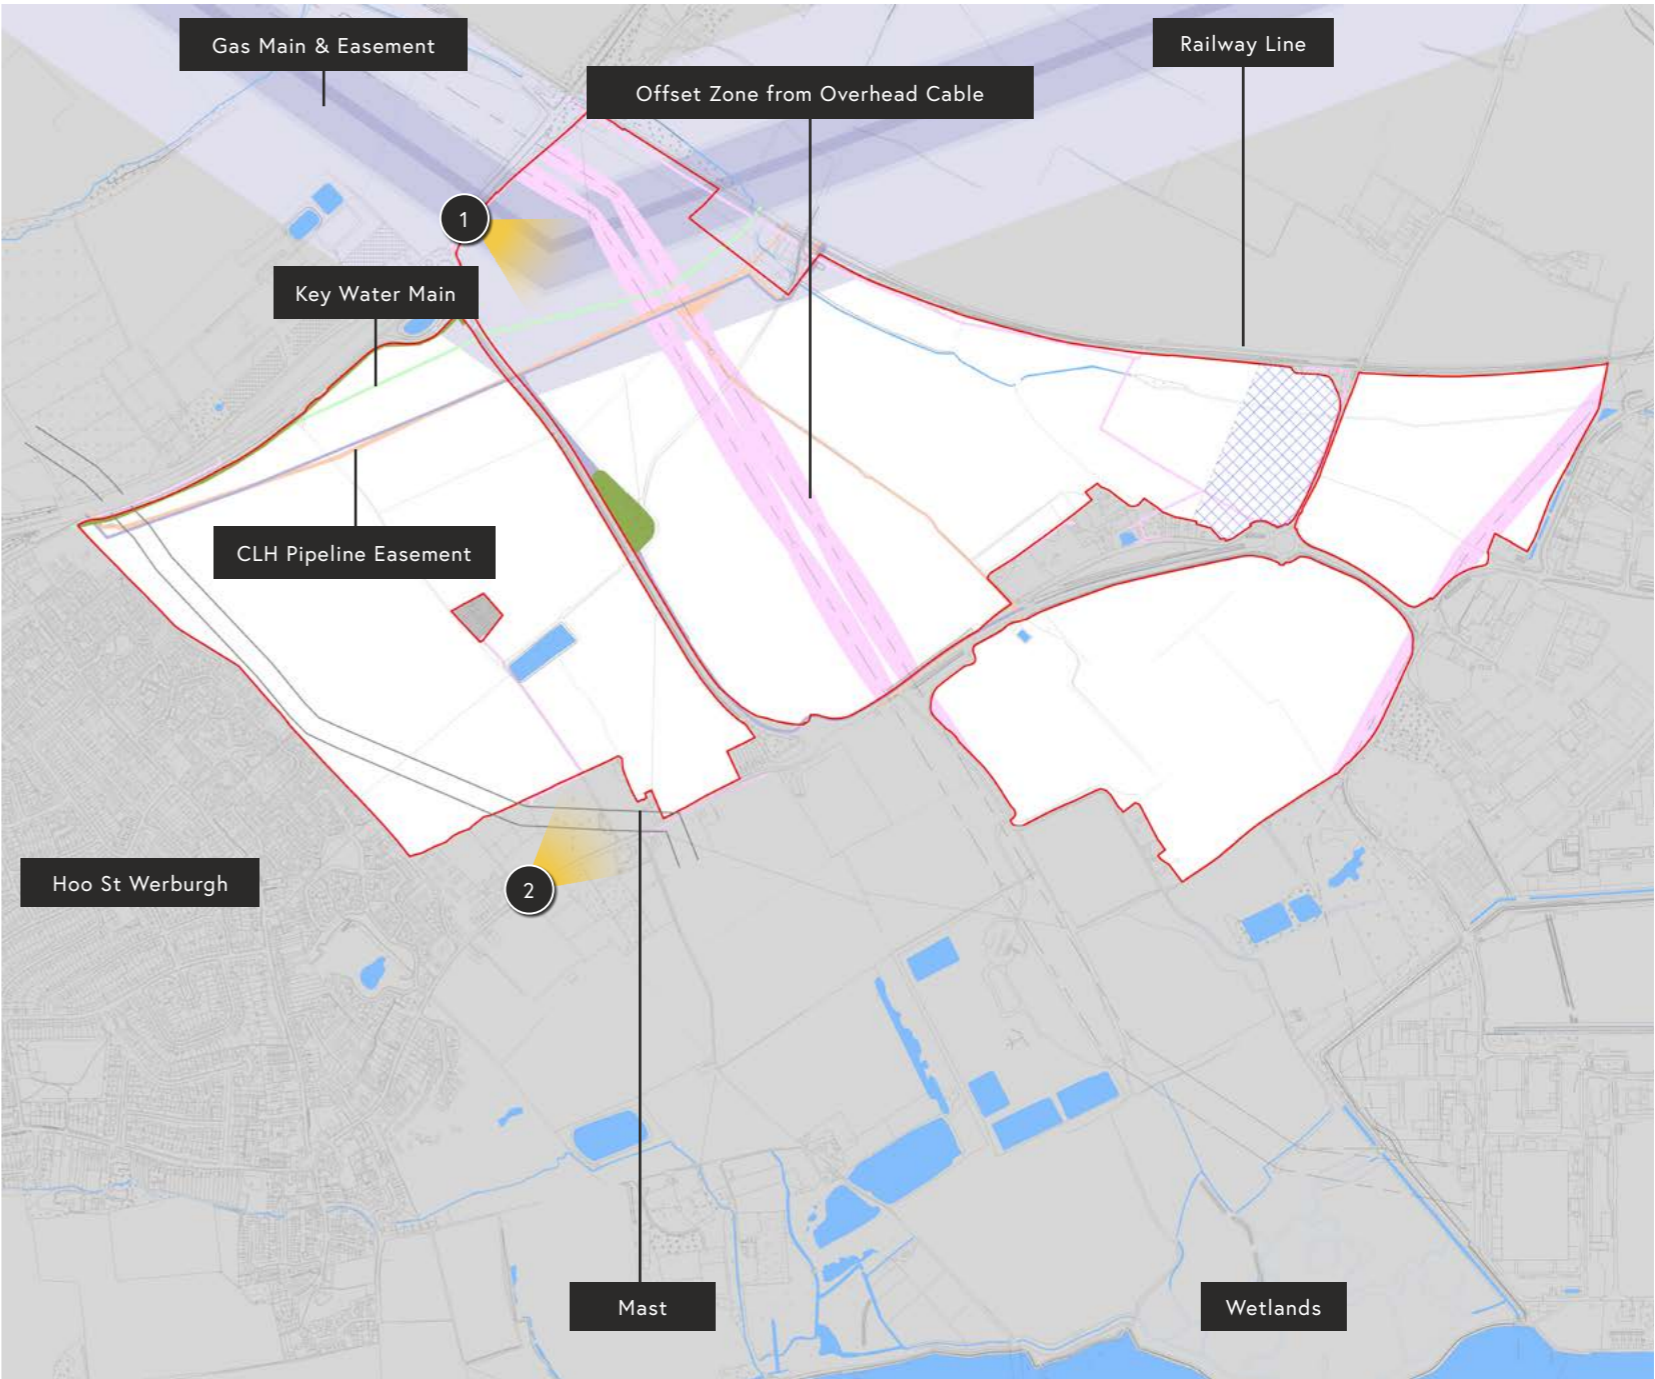 Gas Main & Easement
Railway Line
Offset Zone from Overhead Cable
1
Key Water Main
CLH Pipeline Easement
Hoo St Werburgh
2
Mast
Wetlands